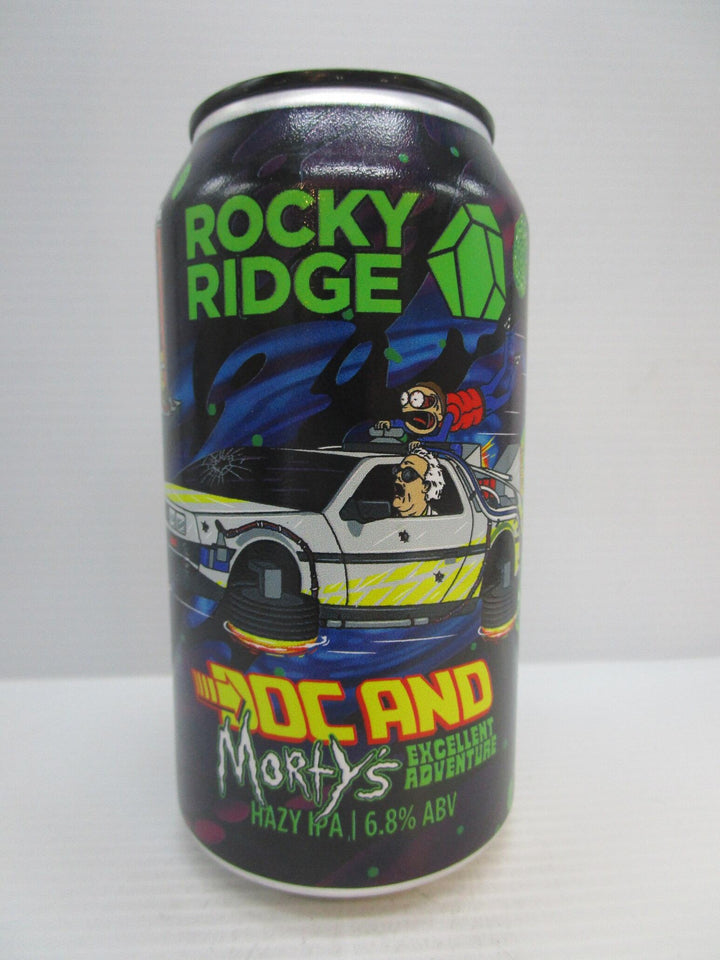 ROCKY
RIDGE
DOC AND
MORTY'S
EXCELLENT
ADVENTURE
HAZY IPA | 6.8% ABV